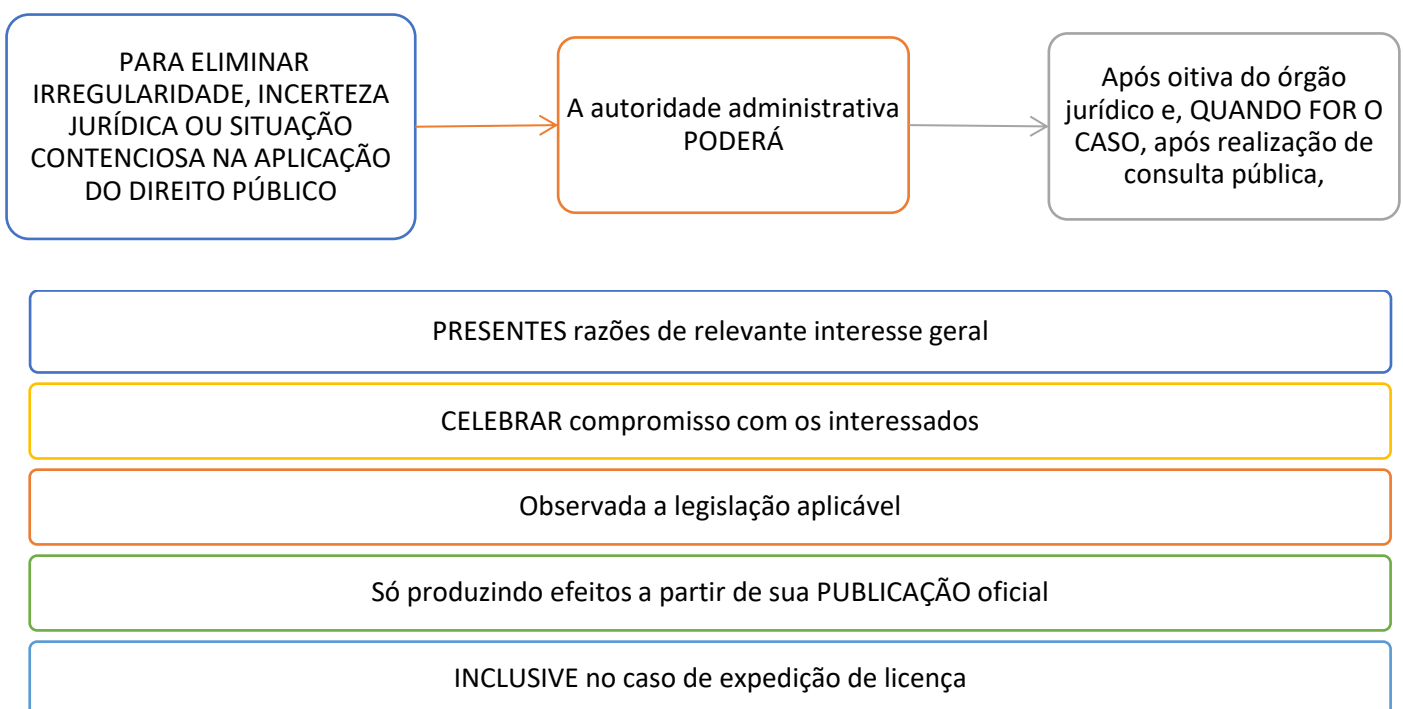 PARA ELIMINAR
IRREGULARIDADE, INCERTEZA
JURÍDICA OU SITUAÇÃO
CONTENCIOSA NA APLICAÇÃO
DO DIREITO PÚBLICO
A autoridade administrativa
PODERÁ
Após oitiva do órgão
jurídico e, QUANDO FOR O
CASO, após realização de
consulta pública,
PRESENTES razões de relevante interesse geral
CELEBRAR compromisso com os interessados
Observada a legislação aplicável
Só produzindo efeitos a partir de sua PUBLICAÇÃO oficial
INCLUSIVE no caso de expedição de licença